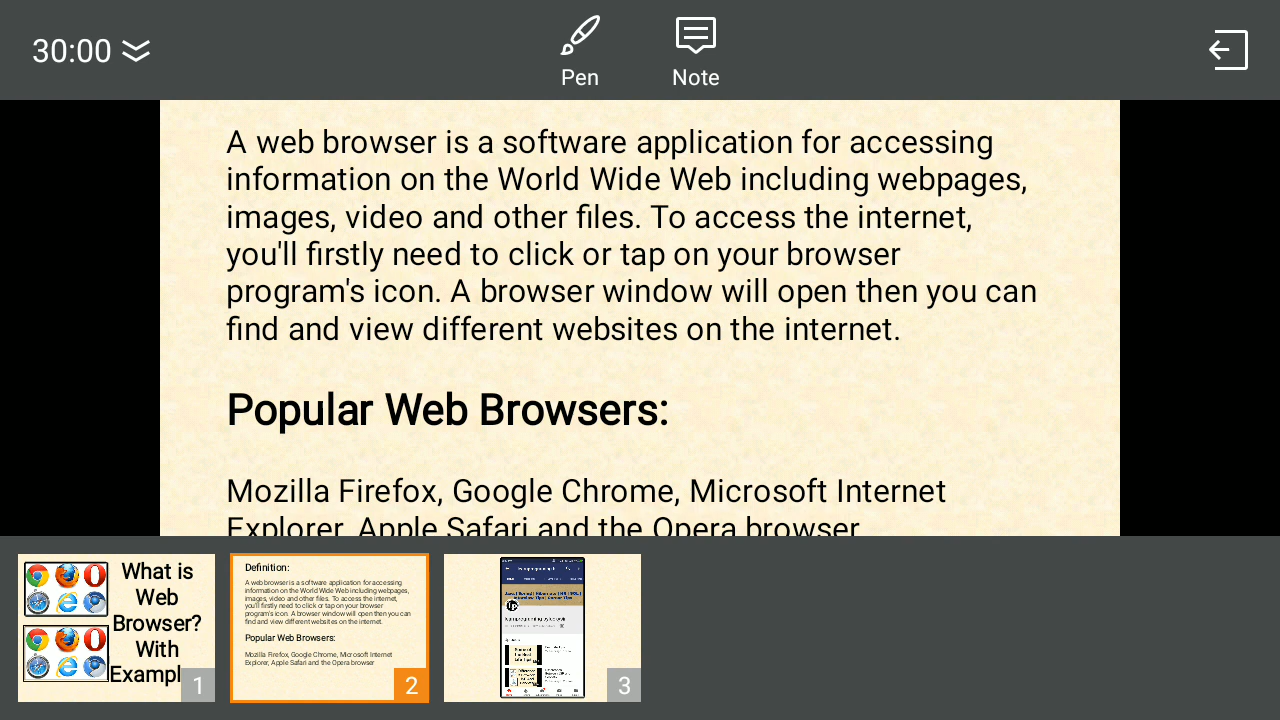 30:00
Pen
Note
A web browser is a software application for accessing
information on the World Wide Web including webpages,
images, video and other files. To access the internet,
you'll firstly need to click or tap on your browser
program's icon. A browser window will open then you can
find and view different websites on the internet.
Popular Web Browsers:
Mozilla Firefox, Google Chrome, Microsoft Internet
Explorer, Apple Safari and the Opera browser
What is
Web
Browser?
With
Exampl
1
Definition:
A web browser is a software application for accessing
information on the World Wide Web including webpages,
images, video and other files. To access the internet,
you'll firstly need to click or tap on your browser
program's icon. A browser window will open then you can
find and view different websites on the internet.
Popular Web Browsers:
Mozilla Firefox, Google Chrome, Microsoft Internet
Explorer, Apple Safari and the Opera browser
2
3